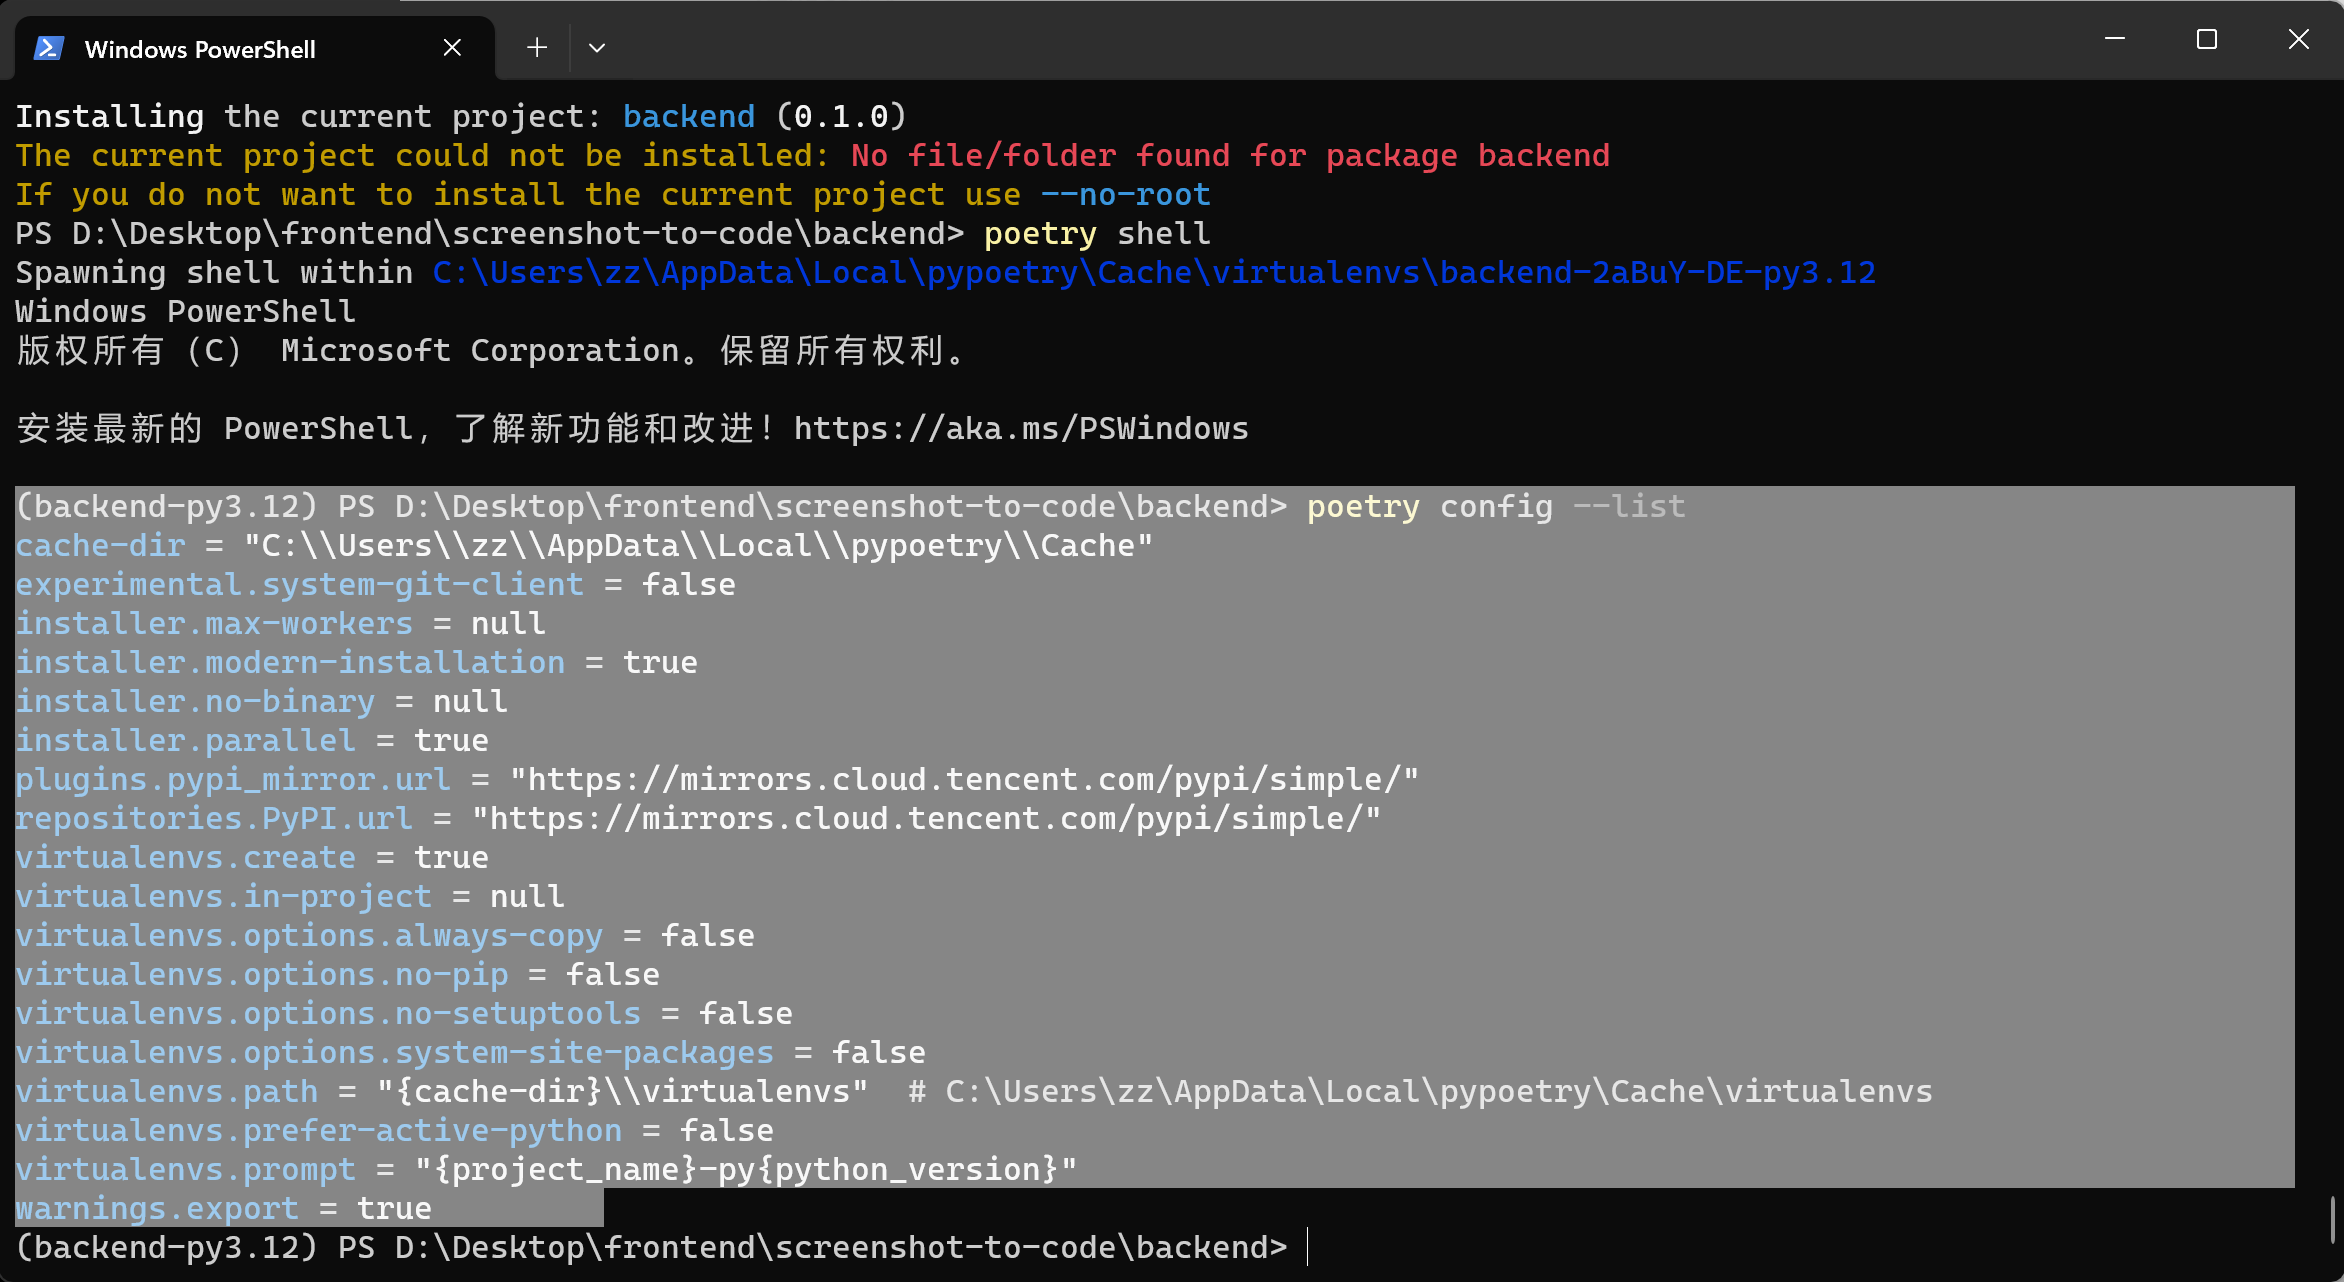 Windows PowerShell
Installing the current project: backend (0.1.0)
The current project could not be installed: No file/folder found for package backend
If you do not want to install the current project use --no-root
PS D:\Desktop\frontend\screenshot-to-code\backend> poetry shell
Spawning shell within C:\Users\zz\AppData\Local\pypoetry\Cache\virtualenvs\backend-2aBuY-DE-py3.12
Windows PowerShell
版权所有（C） Microsoft Corporation。保留所有权利。
安装最新的 PowerShell，了解新功能和改进！https://aka.ms/PSWindows
(backend-py3.12) PS D:\Desktop\frontend\screenshot-to-code\backend> poetry config --list
cache-dir = "C:\\Users\\zz\\AppData\\Local\\pypoetry\\Cache"
experimental.system-git-client = false
installer.max-workers = null
installer.modern-installation = true
installer.no-binary = null
installer.parallel = true
plugins.pypi_mirror.url = "https://mirrors.cloud.tencent.com/pypi/simple/"
repositories.PyPI.url = "https://mirrors.cloud.tencent.com/pypi/simple/"
virtualenvs.create = true
virtualenvs.in-project = null
virtualenvs.options.always-copy = false
virtualenvs.options.no-pip = false
virtualenvs.options.no-setuptools = false
virtualenvs.options.system-site-packages = false
virtualenvs.path = "{cache-dir}\\virtualenvs"  # C:\Users\zz\AppData\Local\pypoetry\Cache\virtualenvs
virtualenvs.prefer-active-python = false
virtualenvs.prompt = "{project_name}-py{python_version}"
warnings.export = true
(backend-py3.12) PS D:\Desktop\frontend\screenshot-to-code\backend>